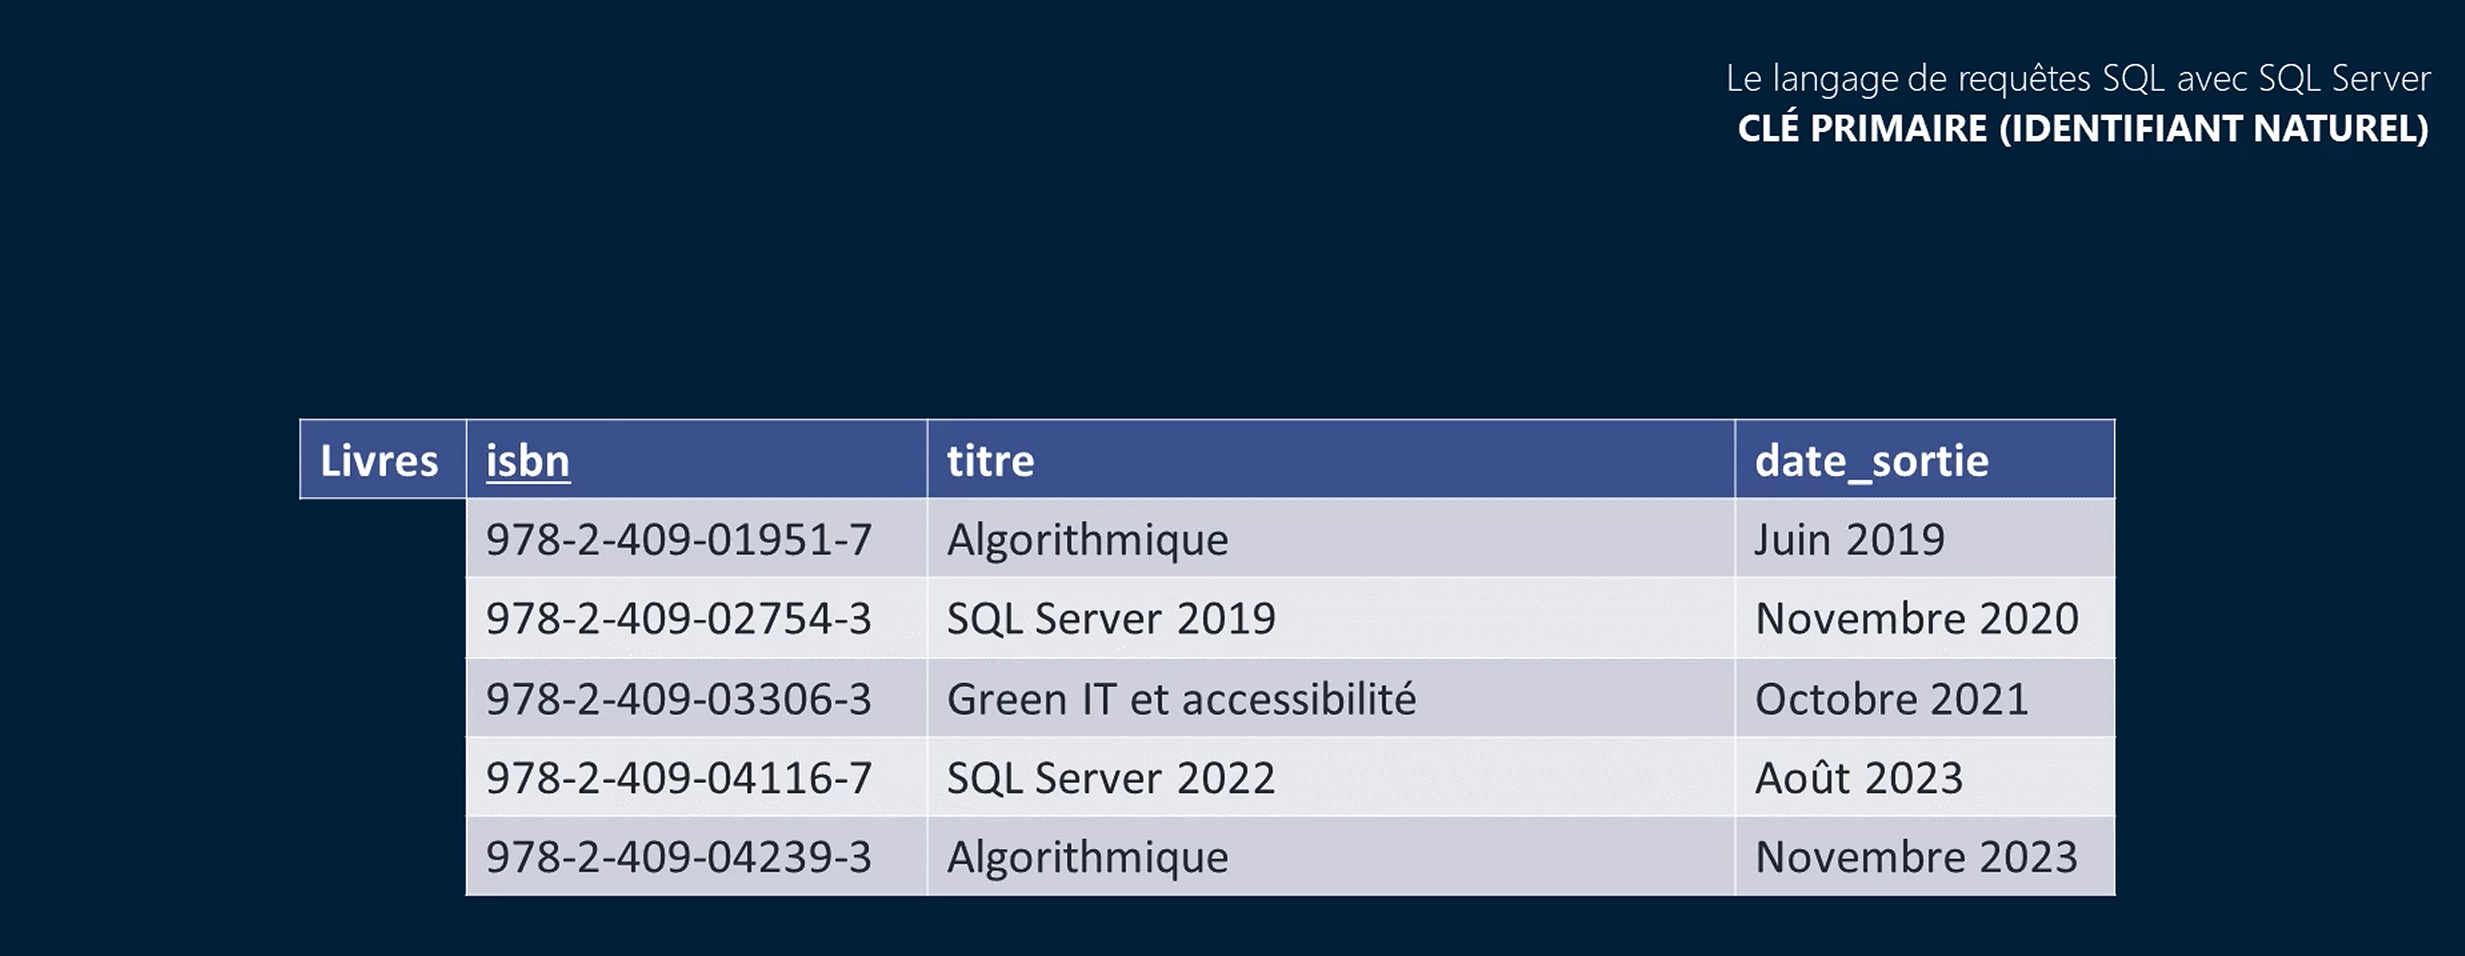 Le langage de requêtes SQL avec SQL Server
CLÉ PRIMAIRE (IDENTIFIANT NATUREL)
Livres isbn titre date_sortie
978-2-409-01951-7 Algorithmique Juin 2019
978-2-409-02754-3 SQL Server 2019 Novembre 2020
978-2-409-03306-3 Green IT et accessibilité Octobre 2021
978-2-409-04116-7 SQL Server 2022 Août 2023
978-2-409-04239-3 Algorithmique Novembre 2023